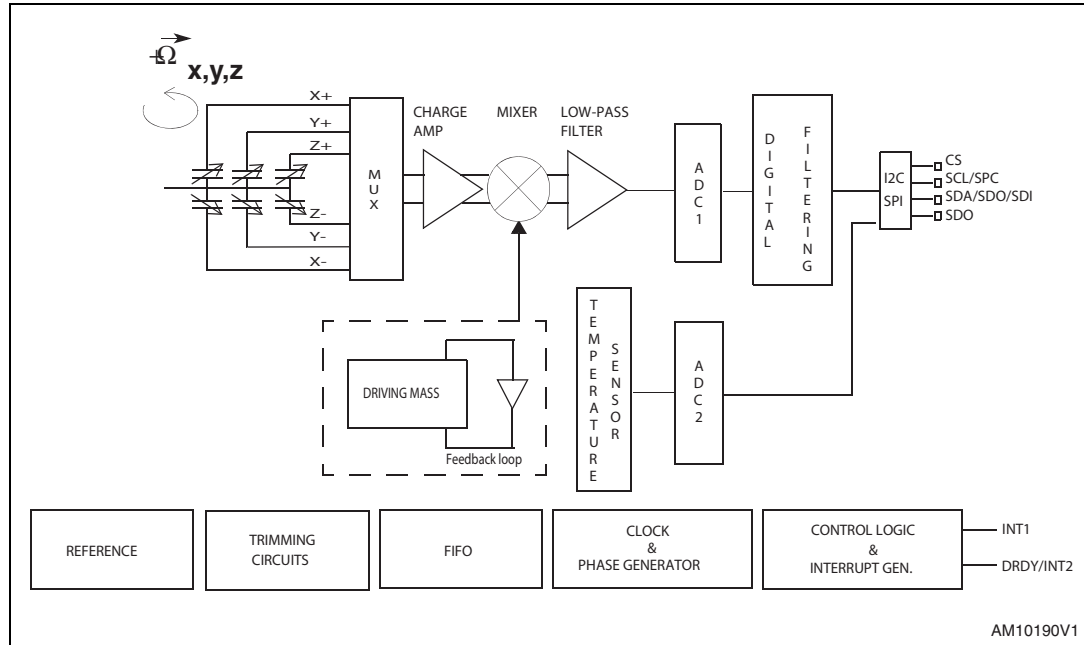 +Ω x,y,z
X+
Y+
Z+
Z-
Y-
X-
MUX
CHARGE
AMP
MIXER
LOW-PASS
FILTER
ADC1
DIGITAL
FILTERING
I2C
SPI
CS
SCL/SPC
SDA/SDO/SDI
SDO
DRIVING MASS
Feedback loop
TEMPERATURE
SENSOR
ADC2
REFERENCE
TRIMMING
CIRCUITS
FIFO
CLOCK
&
PHASE GENERATOR
CONTROL LOGIC
&
INTERRUPT GEN.
INT1
DRDY/INT2
AM10190V1